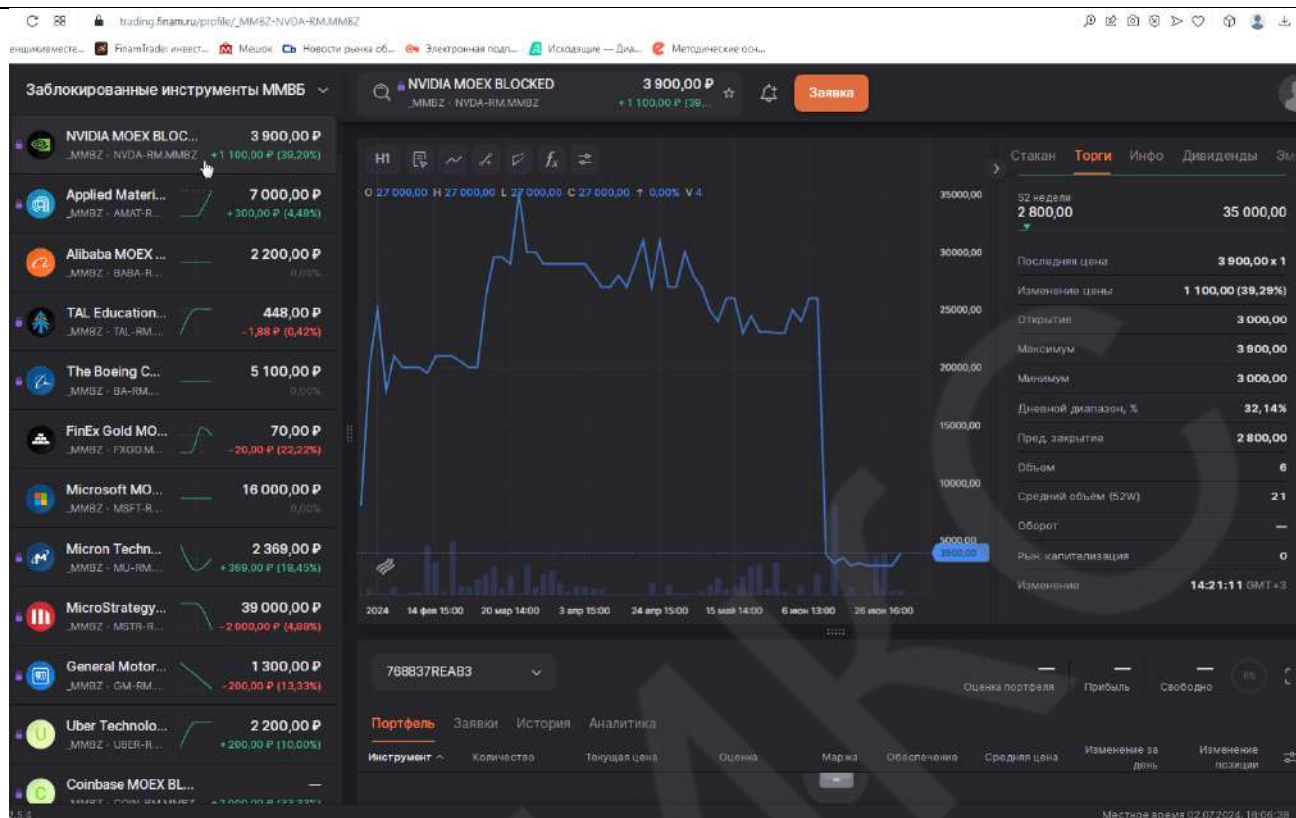 trading.finam.ru/profile/_MMBZ-NVDA-RM.MMBZ
FinamTrade: инвест... Мешок Новости рынка об... Электронная подп... Исходящие — Диа... Методические осн...
Заблокированные инструменты ММВБ
NVIDIA MOEX BLOC... 3 900,00 ₽
_MMBZ · NVDA-RM.MMBZ +1 100,00 ₽ (39,29%)
Applied Materi... 7 000,00 ₽
_MMBZ · AMAT-R... +300,00 ₽ (4,48%)
Alibaba MOEX ... 2 200,00 ₽
_MMBZ · BABA-R... 0,00%
TAL Education... 448,00 ₽
_MMBZ · TAL-RM.... -1,88 ₽ (0,42%)
The Boeing C... 5 100,00 ₽
_MMBZ · BA-RM.... 0,00%
FinEx Gold MO... 70,00 ₽
_MMBZ · FXGD.M... -20,00 ₽ (22,22%)
Microsoft MO... 16 000,00 ₽
_MMBZ · MSFT-R... 0,00%
Micron Techn... 2 369,00 ₽
_MMBZ · MU-RM.... +369,00 ₽ (18,45%)
MicroStrategy... 39 000,00 ₽
_MMBZ · MSTR-R... -2 000,00 ₽ (4,88%)
General Motor... 1 300,00 ₽
_MMBZ · GM-RM.... -200,00 ₽ (13,33%)
Uber Technolo... 2 200,00 ₽
_MMBZ · UBER-R... +200,00 ₽ (10,00%)
Coinbase MOEX BL... —
NVIDIA MOEX BLOCKED 3 900,00 ₽
_MMBZ · NVDA-RM.MMBZ +1 100,00 ₽ (39,...
Заявка
H1
O 27 000,00 H 27 000,00 L 27 000,00 C 27 000,00 ↑ 0,00% V 4
35000,00
30000,00
25000,00
20000,00
15000,00
10000,00
5000,00
3900,00
2024 14 фев 15:00 20 мар 14:00 3 апр 15:00 24 апр 15:00 15 май 14:00 6 июн 13:00 26 июн 16:00
Стакан Торги Инфо Дивиденды Эм
52 недели
2 800,00 35 000,00
Последняя цена 3 900,00 x 1
Изменение цены 1 100,00 (39,29%)
Открытие 3 000,00
Максимум 3 900,00
Минимум 3 000,00
Дневной диапазон, % 32,14%
Пред. закрытие 2 800,00
Объем 6
Средний объём (52W) 21
Оборот —
Рын. капитализация 0
Изменение 14:21:11 GMT+3
768837REAB3
— — —
Оценка портфеля Прибыль Свободно
Портфель Заявки История Аналитика
Инструмент Количество Текущая цена Оценка Маржа Обеспечение Средняя цена Изменение за день Изменение позиции
Местное время 02.07.2024, 18:06:38